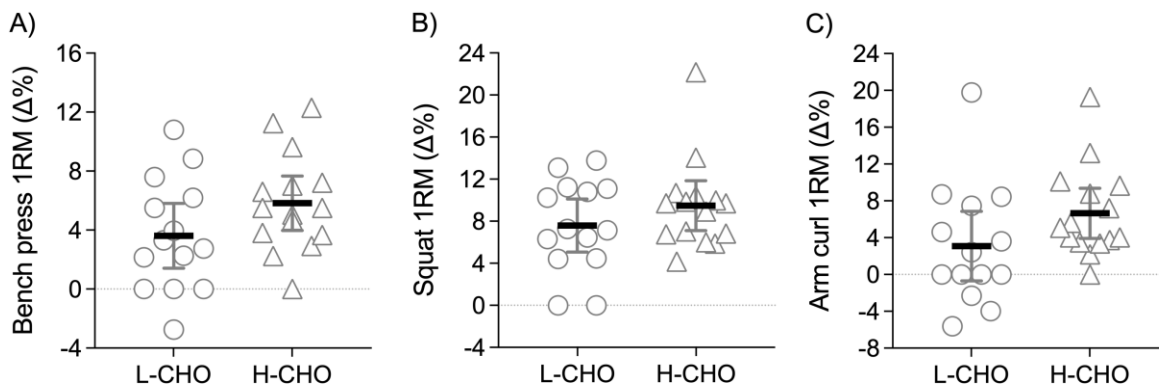 A)
Bench press 1RM (Δ%)
16
12
8
4
0
-4
L-CHO
H-CHO
B)
Squat 1RM (Δ%)
24
20
16
12
8
4
0
-4
L-CHO
H-CHO
C)
Arm curl 1RM (Δ%)
24
20
16
12
8
4
0
-4
-8
L-CHO
H-CHO